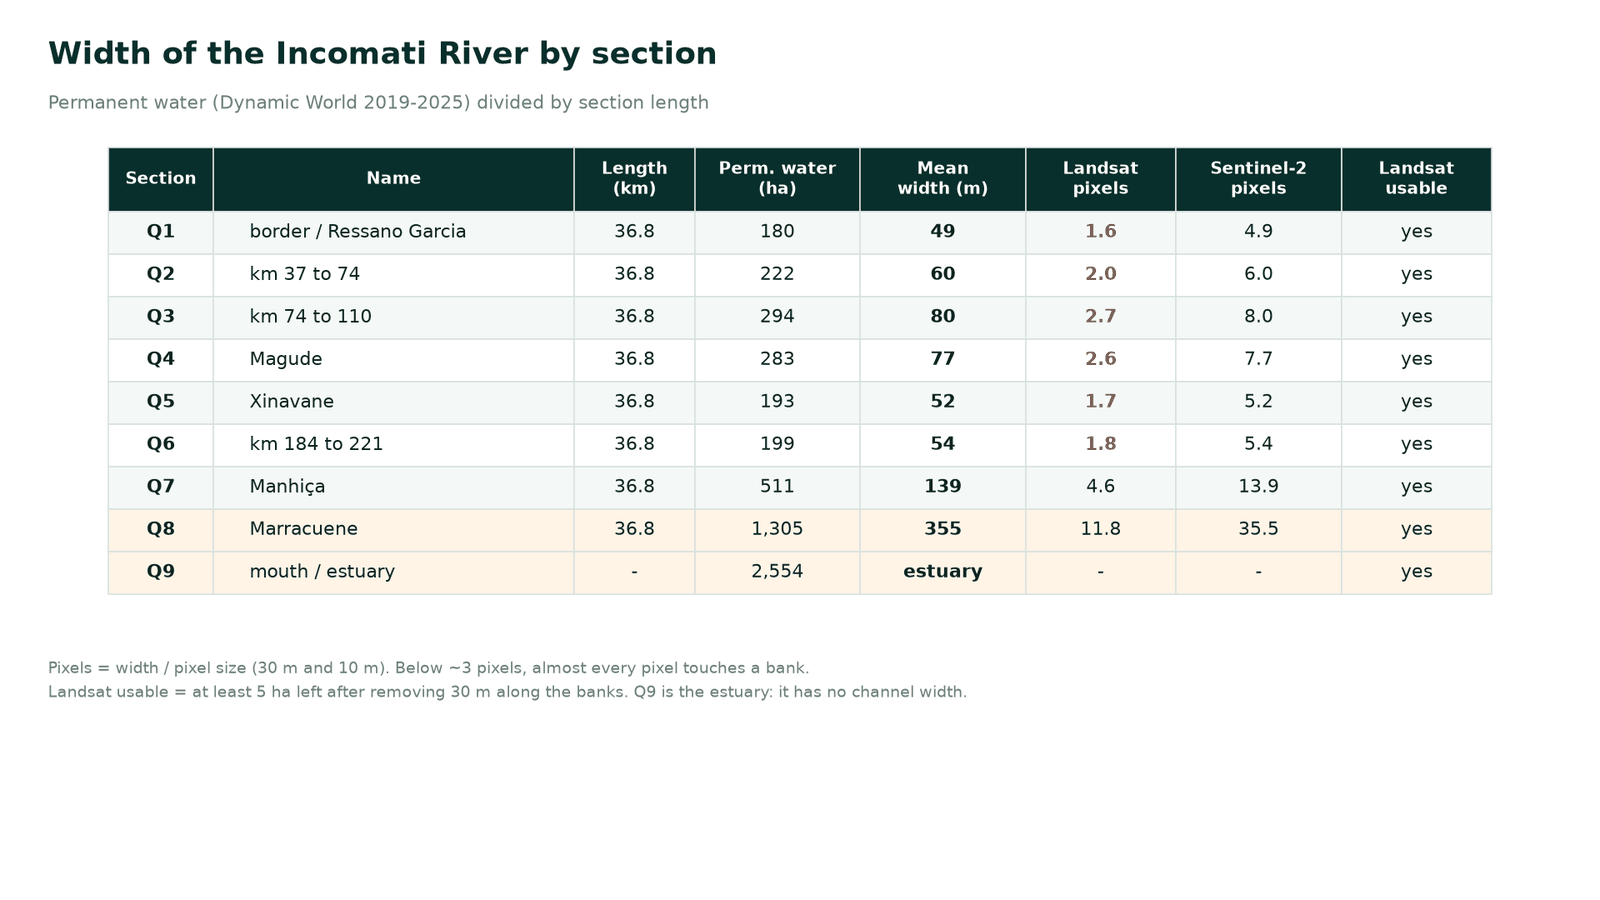 Width of the Incomati River by section
Permanent water (Dynamic World 2019-2025) divided by section length
Section Name Length (km) Perm. water (ha) Mean width (m) Landsat pixels Sentinel-2 pixels Landsat usable
Q1 border / Ressano Garcia 36.8 180 49 1.6 4.9 yes
Q2 km 37 to 74 36.8 222 60 2.0 6.0 yes
Q3 km 74 to 110 36.8 294 80 2.7 8.0 yes
Q4 Magude 36.8 283 77 2.6 7.7 yes
Q5 Xinavane 36.8 193 52 1.7 5.2 yes
Q6 km 184 to 221 36.8 199 54 1.8 5.4 yes
Q7 Manhiça 36.8 511 139 4.6 13.9 yes
Q8 Marracuene 36.8 1,305 355 11.8 35.5 yes
Q9 mouth / estuary - 2,554 estuary - - yes
Pixels = width / pixel size (30 m and 10 m). Below ~3 pixels, almost every pixel touches a bank.
Landsat usable = at least 5 ha left after removing 30 m along the banks. Q9 is the estuary: it has no channel width.